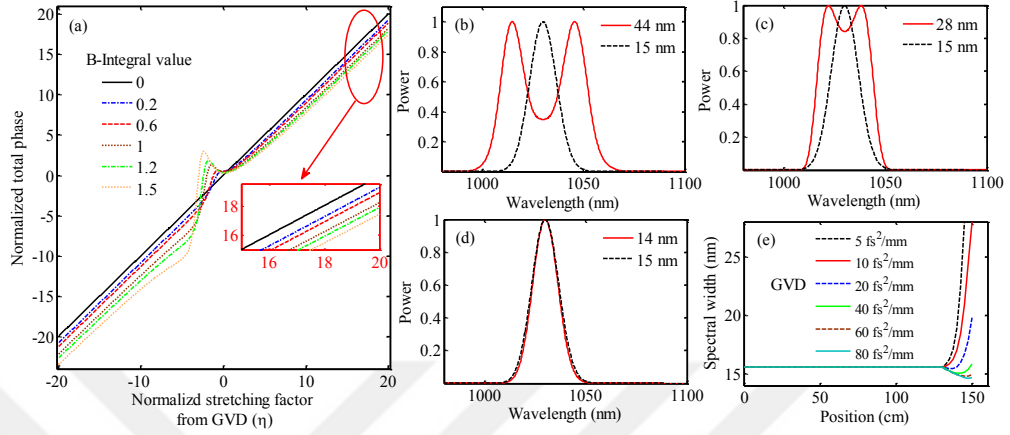 (a)
B-Integral value
0
0.2
0.6
1
1.2
1.5
20
15
10
5
0
-5
-10
-15
-20
Normalized total phase
18
16
16
18
20
-20
-10
0
10
20
Normalizd stretching factor
from GVD (η)
(b)
44 nm
15 nm
1
0.8
0.6
0.4
0.2
Power
1000
1050
1100
Wavelength (nm)
(c)
28 nm
15 nm
1
0.8
0.6
0.4
0.2
Power
1000
1050
1100
Wavelength (nm)
(d)
14 nm
15 nm
1
0.8
0.6
0.4
0.2
Power
1000
1050
1100
Wavelength (nm)
(e)
5 fs²/mm
10 fs²/mm
GVD
20 fs²/mm
40 fs²/mm
60 fs²/mm
80 fs²/mm
25
20
15
Spectral width (nm)
0
50
100
150
Position (cm)